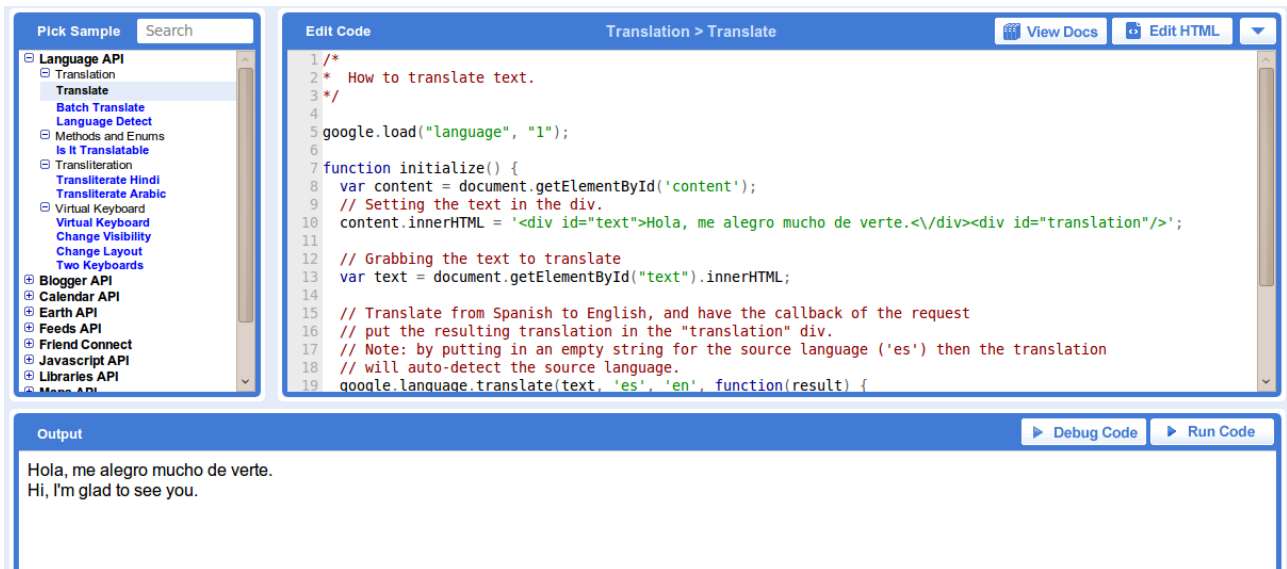 Pick Sample
Search
Language API
Translation
Translate
Batch Translate
Language Detect
Methods and Enums
Is It Translatable
Transliteration
Transliterate Hindi
Transliterate Arabic
Virtual Keyboard
Virtual Keyboard
Change Visibility
Change Layout
Two Keyboards
Blogger API
Calendar API
Earth API
Feeds API
Friend Connect
Javascript API
Libraries API
Maps API
Edit Code
Translation > Translate
View Docs
Edit HTML
1 /*
2 *  How to translate text.
3 */
4
5 google.load("language", "1");
6
7 function initialize() {
8   var content = document.getElementById('content');
9   // Setting the text in the div.
10   content.innerHTML = '<div id="text">Hola, me alegro mucho de verte.<\/div><div id="translation"/>';
11
12   // Grabbing the text to translate
13   var text = document.getElementById("text").innerHTML;
14
15   // Translate from Spanish to English, and have the callback of the request
16   // put the resulting translation in the "translation" div.
17   // Note: by putting in an empty string for the source language ('es') then the translation
18   // will auto-detect the source language.
19   google.language.translate(text, 'es', 'en', function(result) {
Output
Debug Code
Run Code
Hola, me alegro mucho de verte.
Hi, I'm glad to see you.